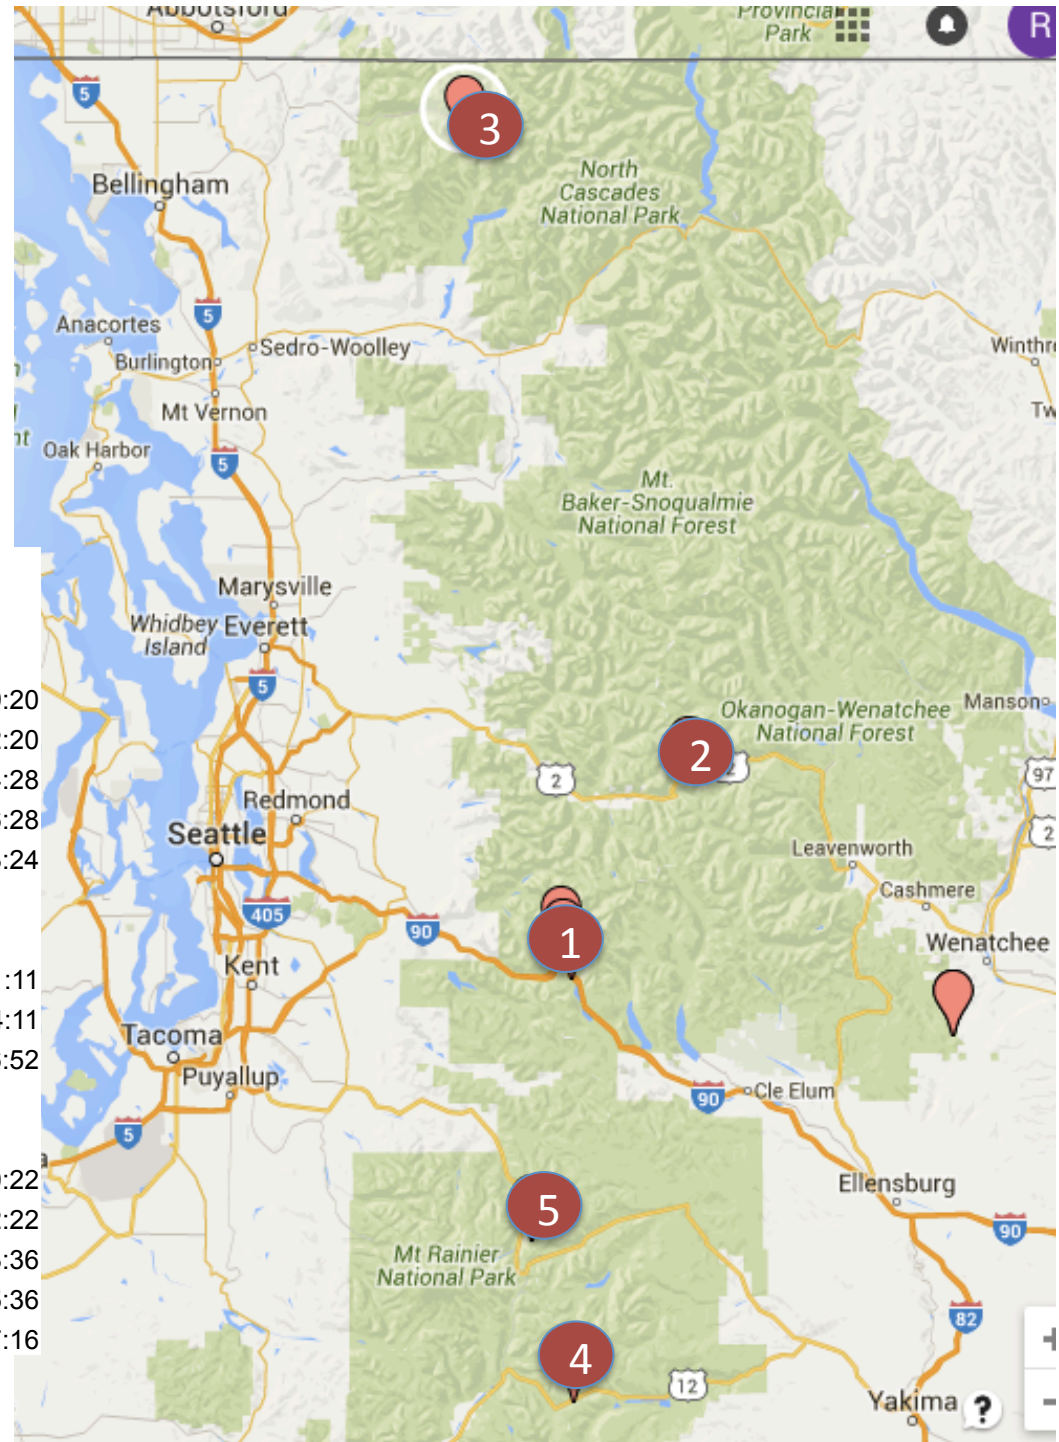 Abbotsford
Provincial
Park
R
5
3
North
Cascades
National Park
Bellingham
5
Anacortes
Burlington
Sedro-Woolley
Mt Vernon
Oak Harbor
5
Mt.
Baker-Snoqualmie
National Forest
Marysville
Whidbey
Island
Everett
5
Okanogan-Wenatchee
National Forest
Manson
2
2
97
2
Redmond
Seattle
Leavenworth
Cashmere
405
90
1
Wenatchee
Kent
Tacoma
Puyallup
90
Cle Elum
5
5
Ellensburg
90
Mt Rainier
National Park
82
4
12
Yakima
?
+
-
:20
:20
:28
:28
:24
:11
:11
:52
:22
:22
:36
:36
:16